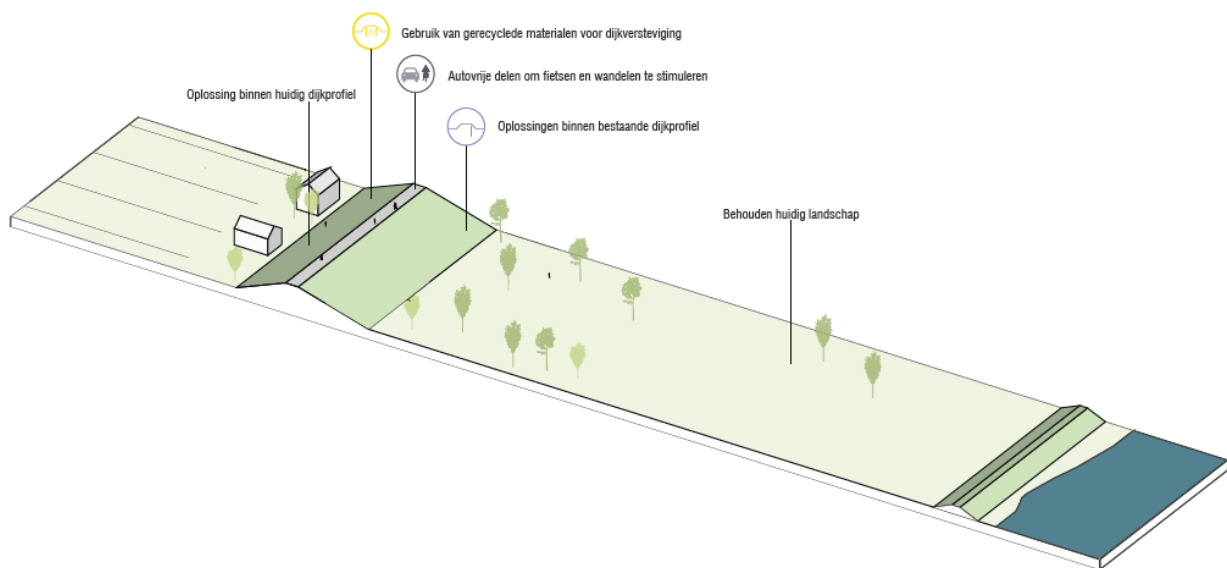 Gebruik van gerecyclede materialen voor dijkversteviging
Autovrije delen om fietsen en wandelen te stimuleren
Oplossing binnen huidig dijkprofiel
Oplossingen binnen bestaande dijkprofiel
Behouden huidig landschap